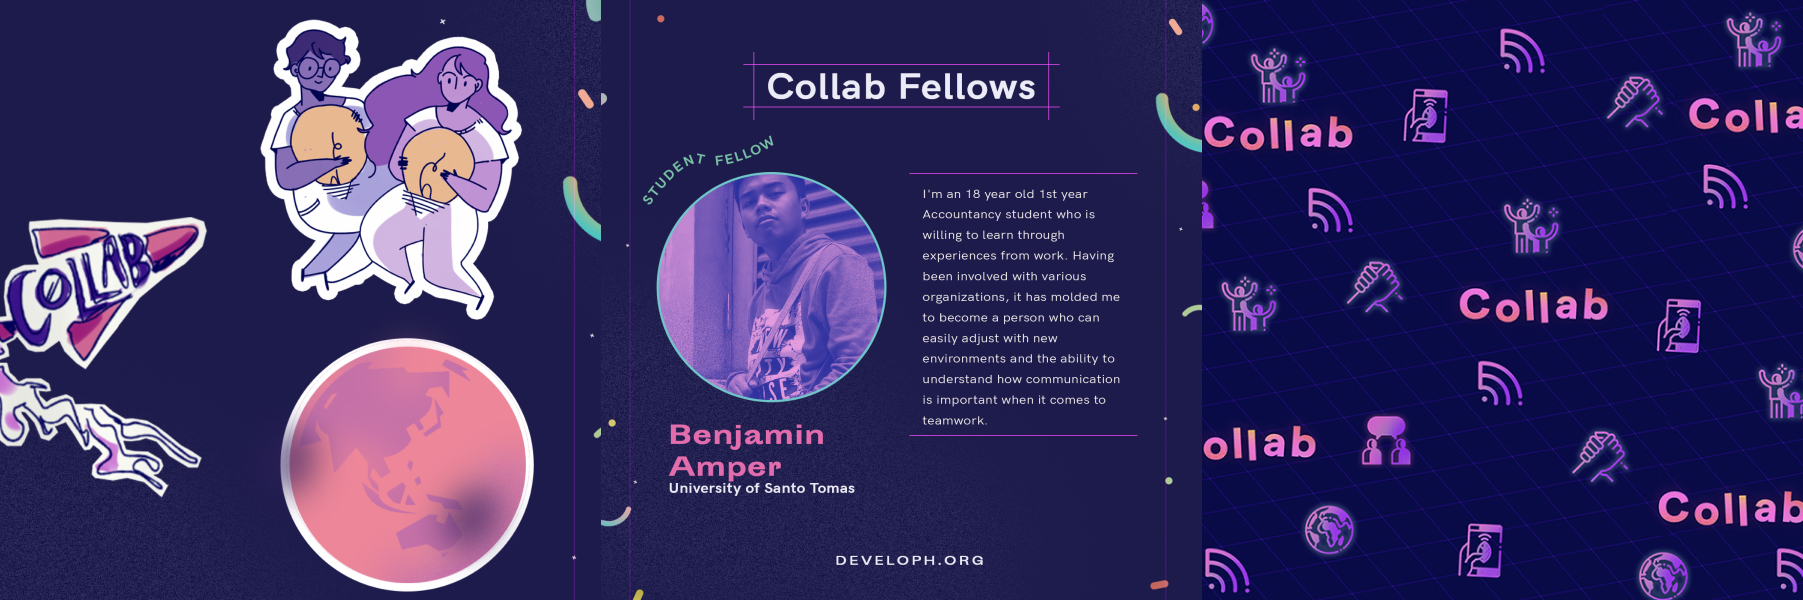 COLLAB
Collab Fellows
STUDENT FELLOW
I'm an 18 year old 1st year
Accountancy student who is
willing to learn through
experiences from work. Having
been involved with various
organizations, it has molded me
to become a person who can
easily adjust with new
environments and the ability to
understand how communication
is important when it comes to
teamwork.
Benjamin
Amper
University of Santo Tomas
DEVELOPH.ORG
Collab
Colla
Collab
ollab
Collab